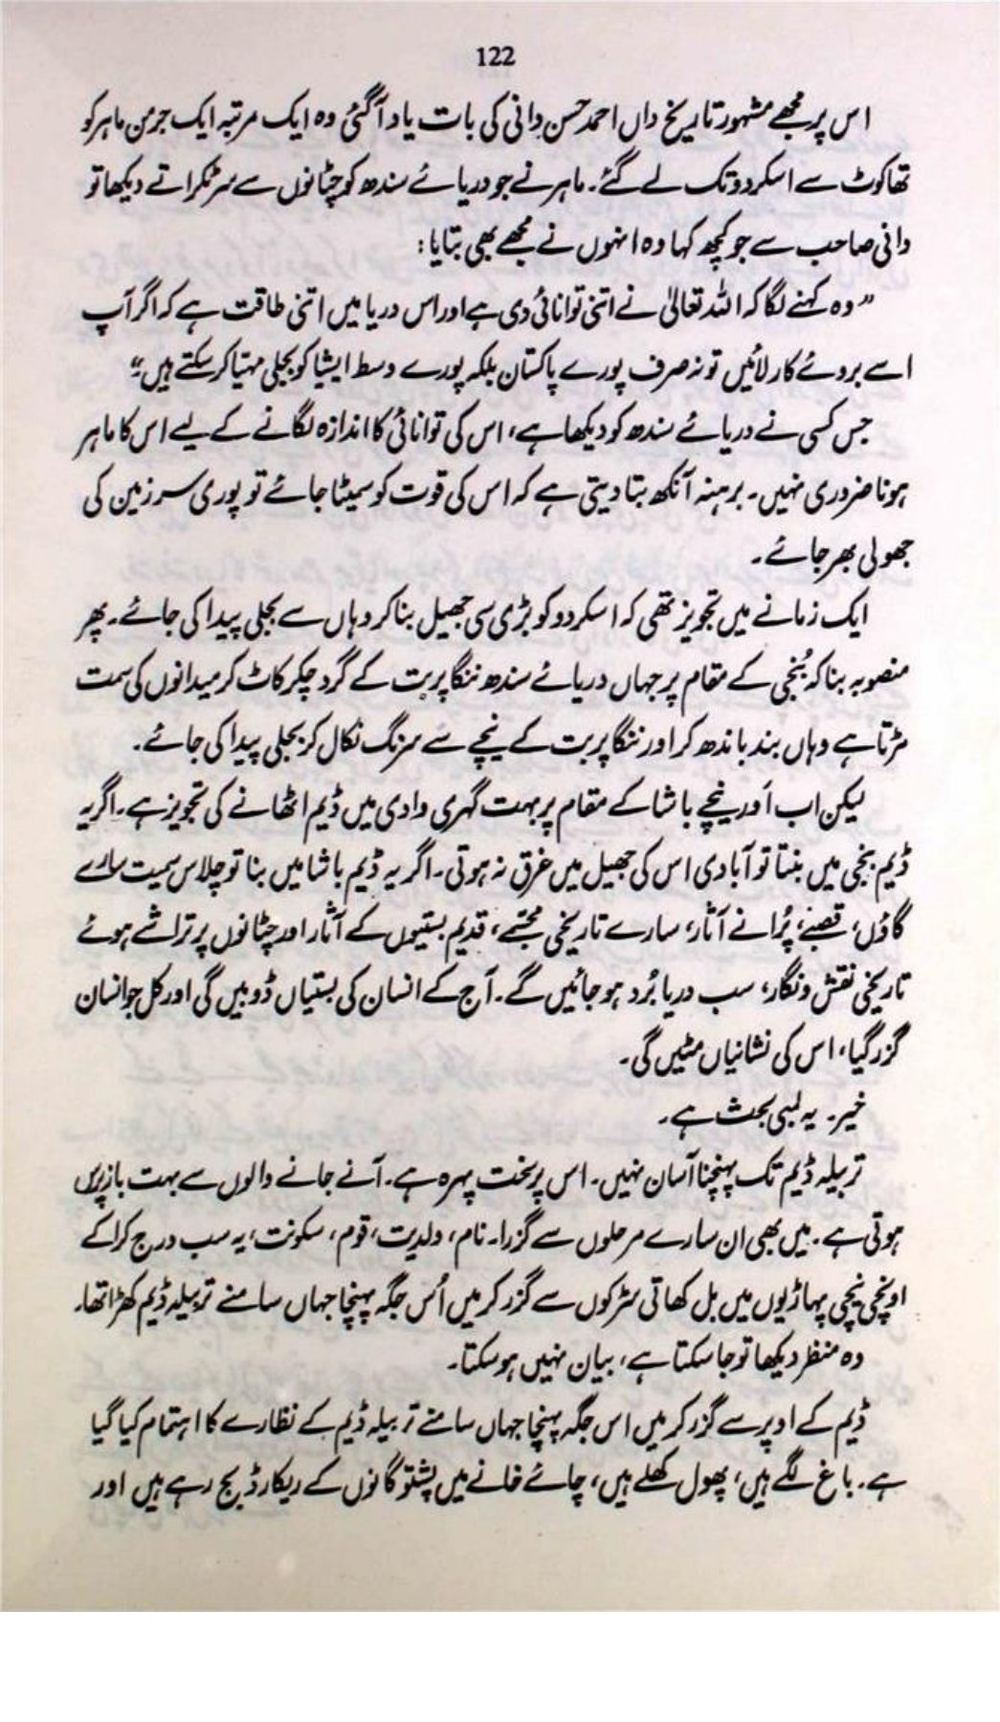 122
اس پر مجھے مشہور تاریخ داں احمد حسن دانی کی بات یاد آگئی وہ ایک مرتبہ ایک جرمن ماہر کو
تھاکوٹ سے اسکردو تک لے گئے۔ ماہر نے جو دریائے سندھ کو چٹانوں سے سر ٹکراتے دیکھا تو
دانی صاحب سے جو کچھ کہا وہ انہوں نے مجھے بھی بتایا:
”وہ کہنے لگا کہ اللہ تعالیٰ نے اتنی توانائی دی ہے اور اس دریا میں اتنی طاقت ہے کہ اگر آپ
اسے بروئے کار لائیں تو نہ صرف پورے پاکستان بلکہ پورے وسط ایشیا کو بجلی مہیا کر سکتے ہیں“
جس کسی نے دریائے سندھ کو دیکھا ہے، اس کی توانائی کا اندازہ لگانے کے لیے اس کا ماہر
ہونا ضروری نہیں۔ برہنہ آنکھ بتا دیتی ہے کہ اس کی قوت کو سمیٹا جائے تو پوری سرزمین کی
جھولی بھر جائے۔
ایک زمانے میں تجویز تھی کہ اسکردو کو بڑی سی جھیل بنا کر وہاں سے بجلی پیدا کی جائے۔ پھر
منصوبہ بنا کہ بُنجی کے مقام پر جہاں دریائے سندھ ننگا پربت کے گرد چکر کاٹ کر میدانوں کی سمت
مڑتا ہے وہاں بند باندھ کر اور ننگا پربت کے نیچے سے سرنگ نکال کر بجلی پیدا کی جائے۔
لیکن اب اَور نیچے باشا کے مقام پر بہت گہری وادی میں ڈیم اٹھانے کی تجویز ہے۔ اگر یہ
ڈیم بنجی میں بنتا تو آبادی اس کی جھیل میں غرق نہ ہوتی۔ اگر یہ ڈیم باشا میں بنا تو چلاس سمیت سارے
گاؤں، قصبے، پُرانے آثار، سارے تاریخی مجسّے، قدیم بستیوں کے آثار اور چٹانوں پر تراشے ہوئے
تاریخی نقش ونگار، سب دریا بُرد ہو جائیں گے۔ آج کے انسان کی بستیاں ڈوبیں گی اور کل جو انسان
گزر گیا، اس کی نشانیاں مٹیں گی۔
خیر۔ یہ لمبی بحث ہے۔
تربیلہ ڈیم تک پہنچنا آسان نہیں۔ اس پر سخت پہرہ ہے۔ آنے جانے والوں سے بہت بازپرس
ہوتی ہے۔ میں بھی ان سارے مرحلوں سے گزرا۔ نام، ولدیت، قوم، سکونت، یہ سب درج کرا کے
اونچی نیچی پہاڑیوں میں بل کھاتی سڑکوں سے گزر کر میں اُس جگہ پہنچا جہاں سامنے تربیلہ ڈیم کھڑا تھا۔
وہ منظر دیکھا تو جا سکتا ہے، بیان نہیں ہو سکتا۔
ڈیم کے اوپر سے گزر کر میں اس جگہ پہنچا جہاں سامنے تربیلہ ڈیم کے نظارے کا اہتمام کیا گیا
ہے۔ باغ لگے ہیں، پھول کھلے ہیں، چائے خانے میں پشتو گانوں کے ریکارڈ بج رہے ہیں اور